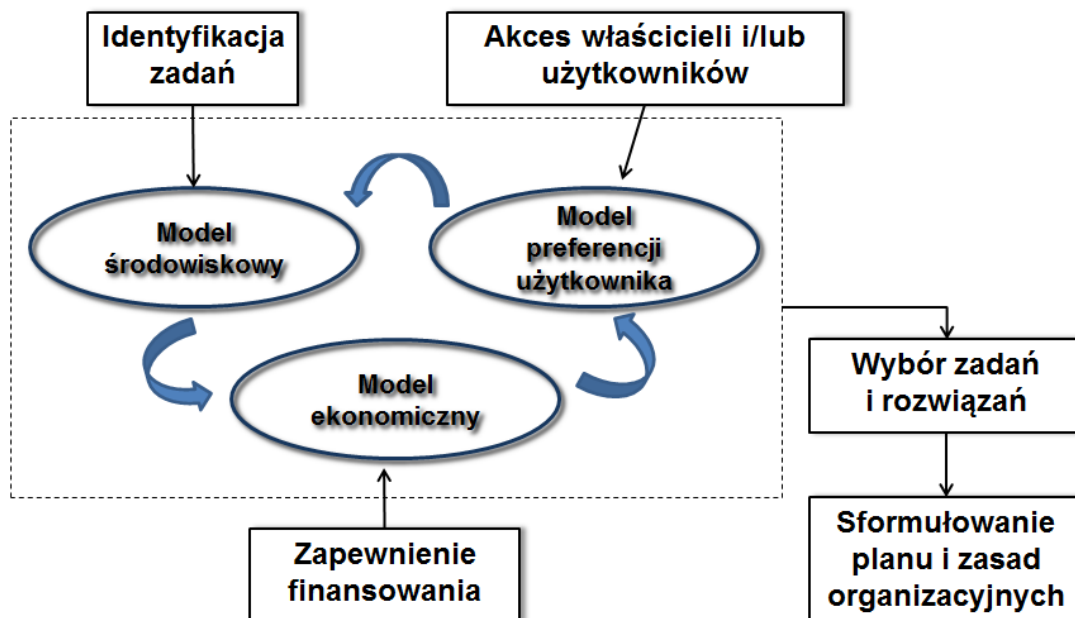 Identyfikacja
zadań
Akces właścicieli i/lub
użytkowników
Model
środowiskowy
Model
preferencji
użytkownika
Model
ekonomiczny
Wybór zadań
i rozwiązań
Zapewnienie
finansowania
Sformułowanie
planu i zasad
organizacyjnych